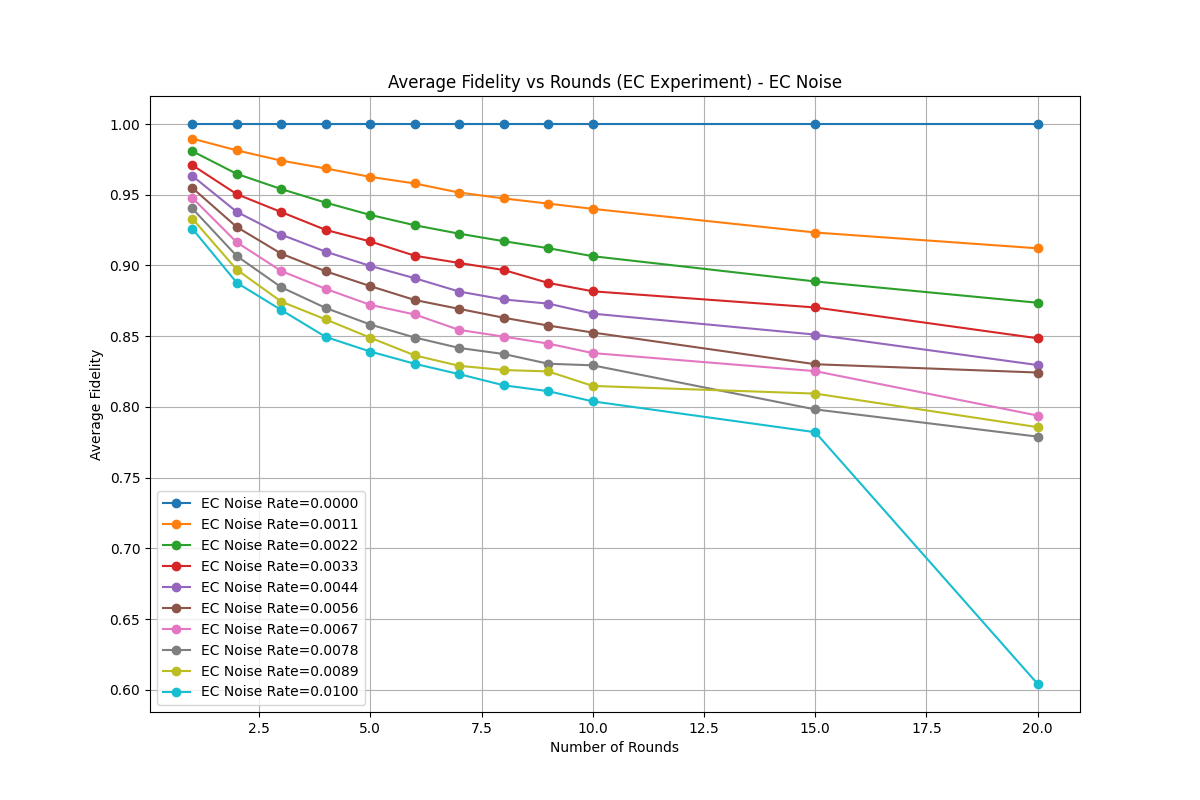 Average Fidelity vs Rounds (EC Experiment) - EC Noise
Average Fidelity
1.00
0.95
0.90
0.85
0.80
0.75
0.70
0.65
0.60
EC Noise Rate=0.0000
EC Noise Rate=0.0011
EC Noise Rate=0.0022
EC Noise Rate=0.0033
EC Noise Rate=0.0044
EC Noise Rate=0.0056
EC Noise Rate=0.0067
EC Noise Rate=0.0078
EC Noise Rate=0.0089
EC Noise Rate=0.0100
2.5 5.0 7.5 10.0 12.5 15.0 17.5 20.0
Number of Rounds